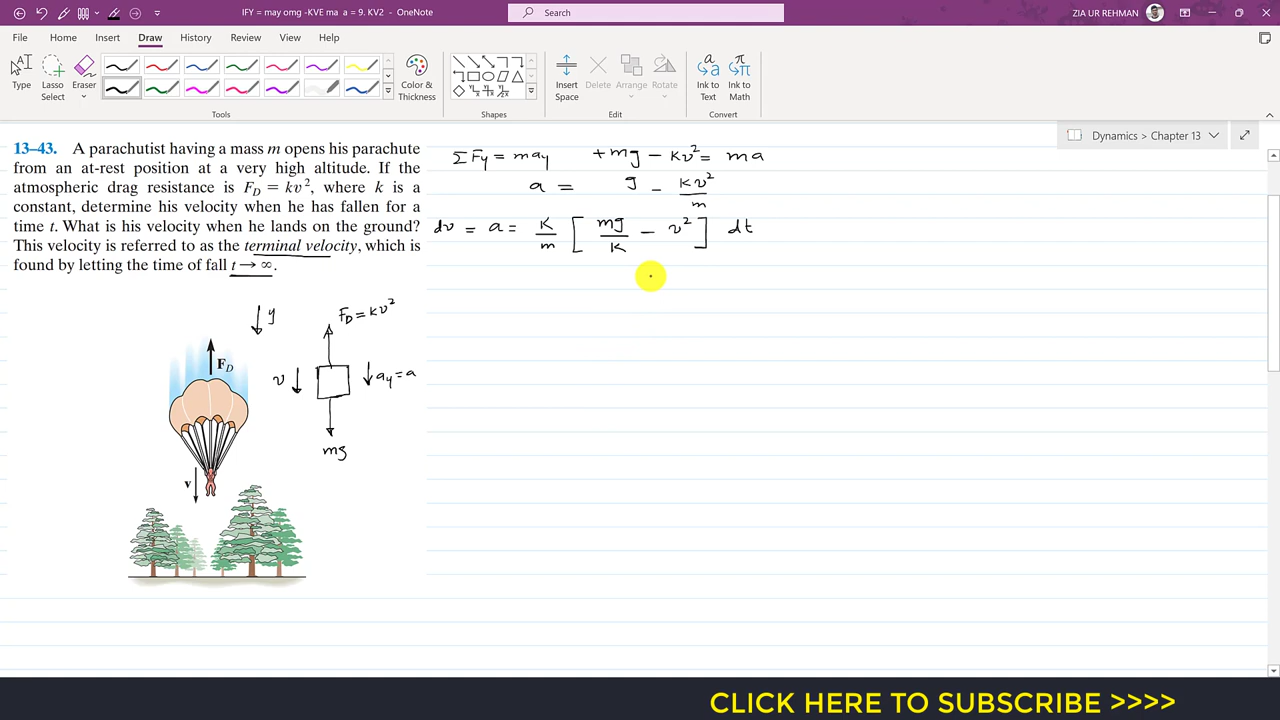 IFY = may omg -KVE ma a = 9. KV2 - OneNote
Search
ZIA UR REHMAN
File Home Insert Draw History Review View Help
Type
Lasso Select
Eraser
Color & Thickness
Insert Space
Delete
Arrange
Rotate
Ink to Text
Ink to Math
Tools
Shapes
Edit
Convert
Dynamics > Chapter 13
13–43. A parachutist having a mass m opens his parachute
from an at-rest position at a very high altitude. If the
atmospheric drag resistance is F_D = kv², where k is a
constant, determine his velocity when he has fallen for a
time t. What is his velocity when he lands on the ground?
This velocity is referred to as the terminal velocity, which is
found by letting the time of fall t → ∞.
ΣFy = may +mg - kv² = ma
a = g - kv²/m
dv = a = k/m [ mg/k - v² ] dt
y
F_D = kv²
F_D
v
ay = a
mg
v
CLICK HERE TO SUBSCRIBE >>>>